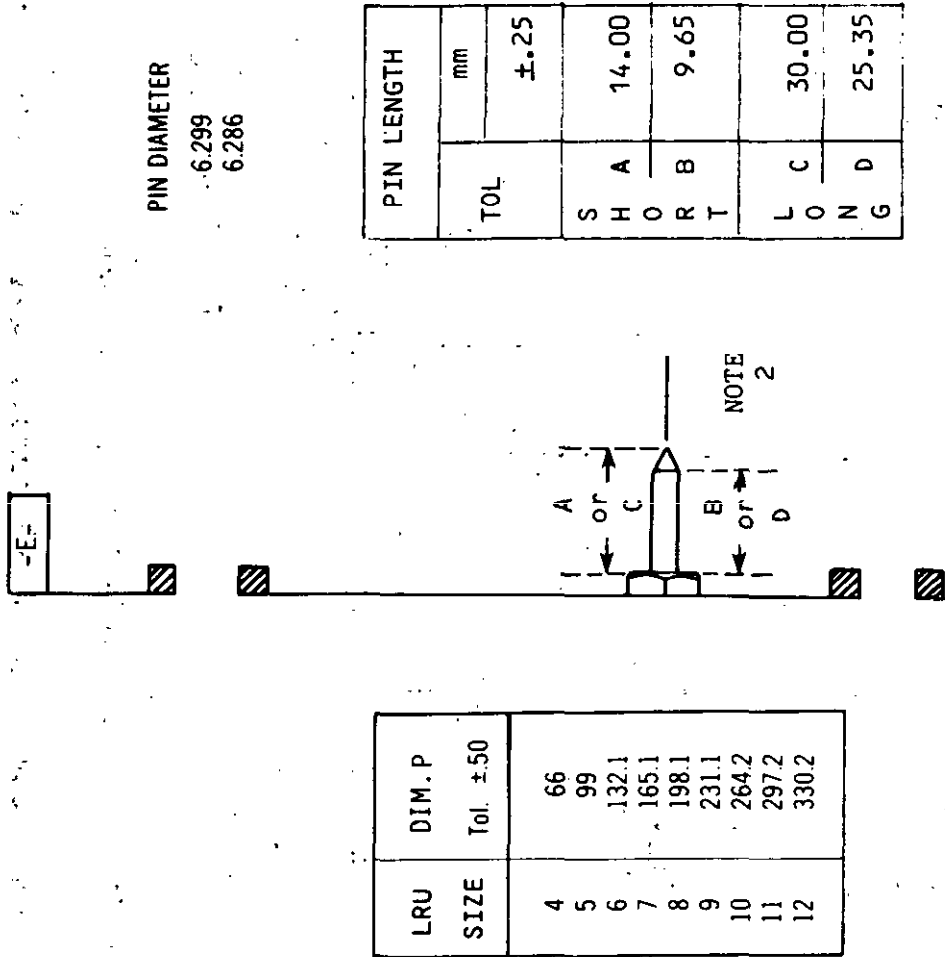 PIN DIAMETER
6.299
6.286
PIN LENGTH
TOL mm
±.25
SHORT A 14.00
B 9.65
LONG C 30.00
D 25.35
-E-
A
or
C
B
or
D
NOTE
2
LRU DIM. P
SIZE Tol. ±.50
4 66
5 99
6 132.1
7 165.1
8 198.1
9 231.1
10 264.2
11 297.2
12 330.2